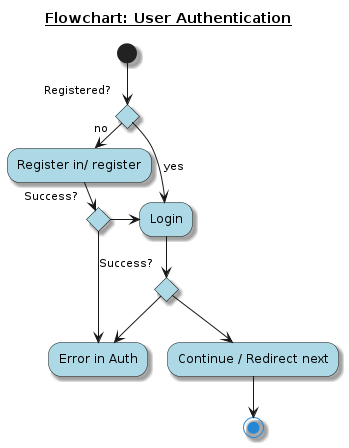 Flowchart: User Authentication
Registered?
no
Register in/ register
yes
Success?
Login
Success?
Error in Auth
Continue / Redirect next